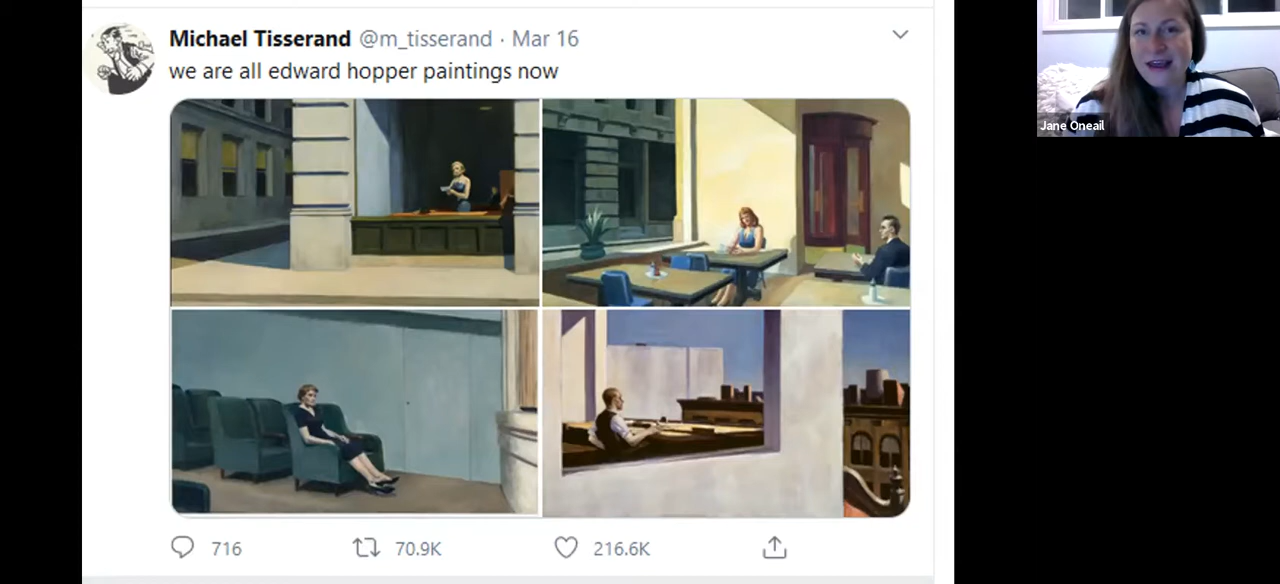 Michael Tisserand @m_tisserand · Mar 16
we are all edward hopper paintings now
Jane Oneail
716 70.9K 216.6K